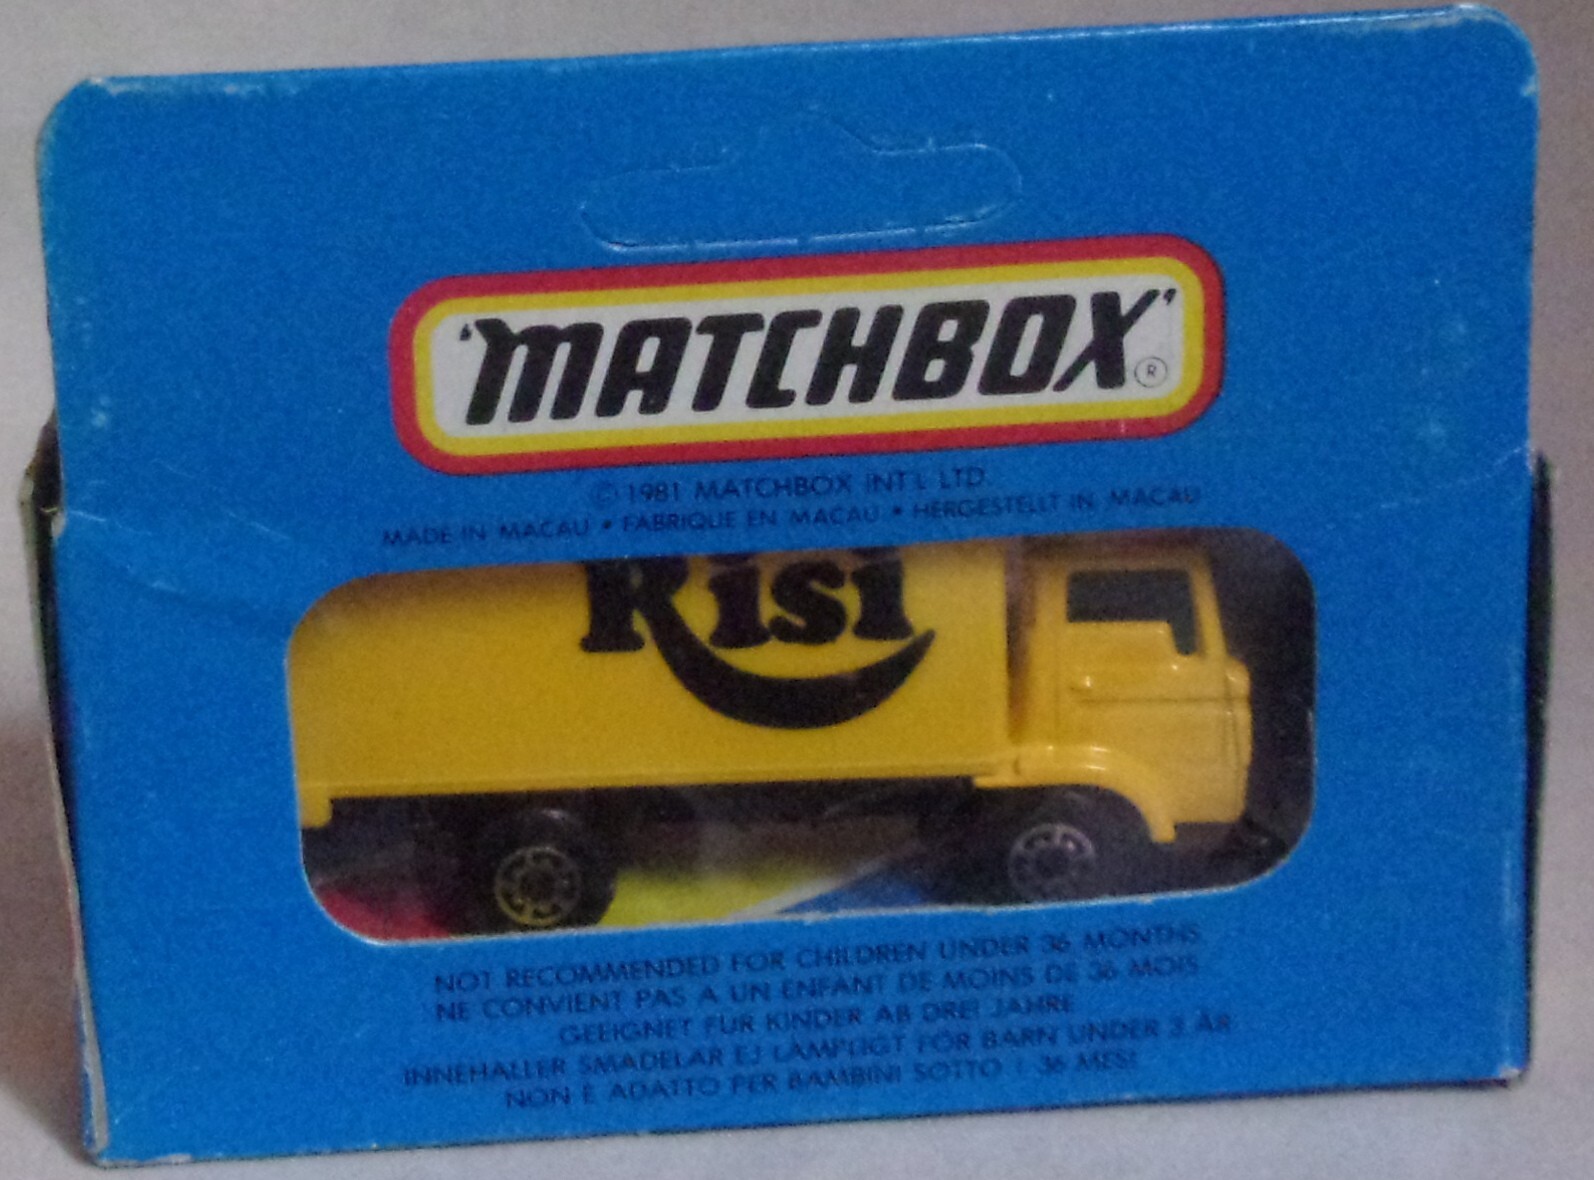 'MATCHBOX' ®
© 1981 MATCHBOX INT'L LTD.
MADE IN MACAU • FABRIQUE EN MACAU • HERGESTELLT IN MACAU
Risi
NOT RECOMMENDED FOR CHILDREN UNDER 36 MONTHS
NE CONVIENT PAS A UN ENFANT DE MOINS DE 36 MOIS
GEEIGNET FUR KINDER AB DREI JAHRE
INNEHALLER SMADELAR EJ LAMPLIGT FOR BARN UNDER 3 ÅR
NON E ADATTO PER BAMBINI SOTTO I 36 MESI